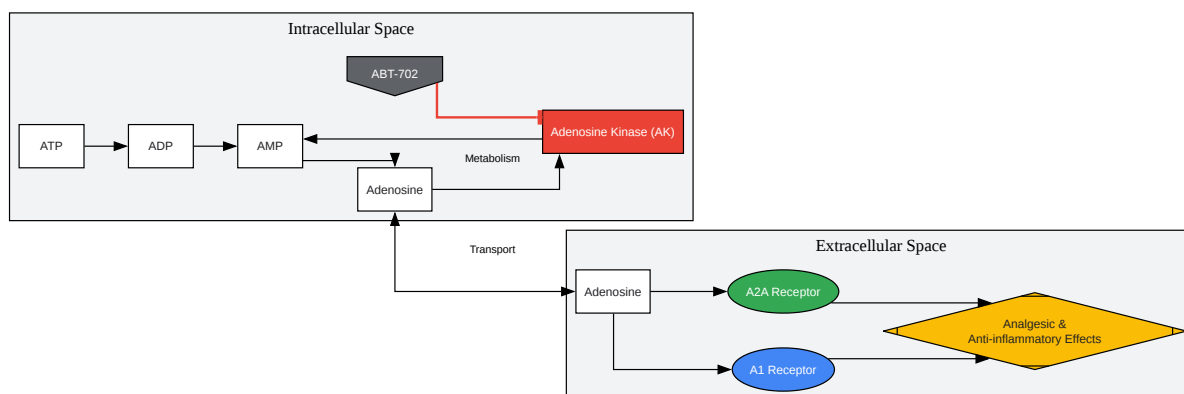 Intracellular Space
ABT-702
Adenosine Kinase (AK)
ATP
ADP
AMP
Metabolism
Adenosine
Transport
Extracellular Space
Adenosine
A2A Receptor
Analgesic &
Anti-inflammatory Effects
A1 Receptor